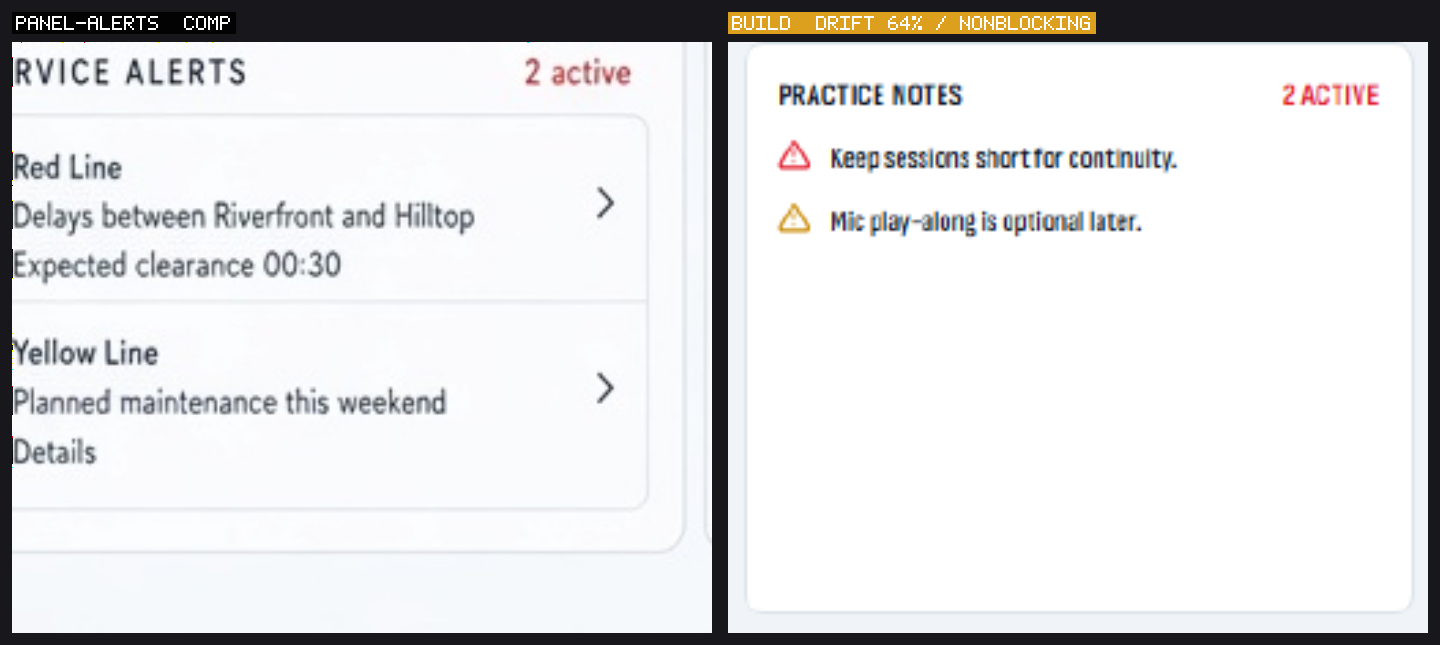 PANEL-ALERTS COMP
RVICE ALERTS
2 active
Red Line
Delays between Riverfront and Hilltop
Expected clearance 00:30
Yellow Line
Planned maintenance this weekend
Details
BUILD DRIFT 64% / NONBLOCKING
PRACTICE NOTES
2 ACTIVE
Keep sessions short for continuity.
Mic play-along is optional later.